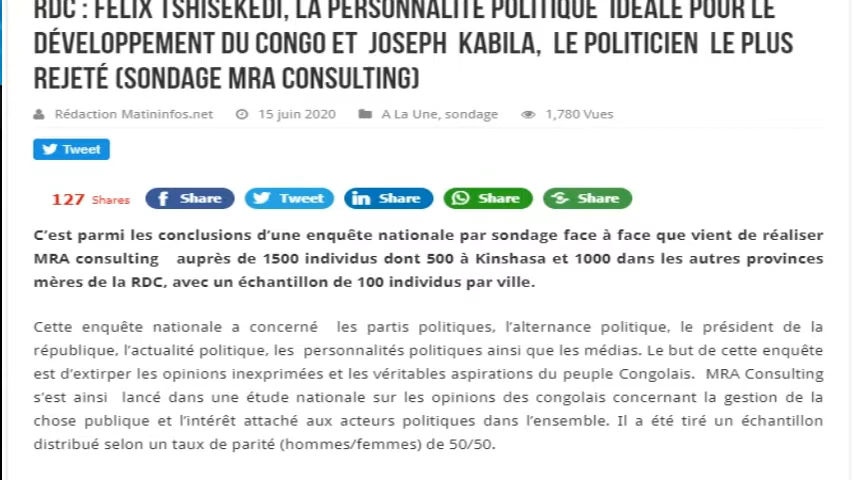 RDC : FÉLIX TSHISEKEDI, LA PERSONNALITÉ POLITIQUE IDÉALE POUR LE
DÉVELOPPEMENT DU CONGO ET JOSEPH KABILA, LE POLITICIEN LE PLUS
REJETÉ (SONDAGE MRA CONSULTING)
Rédaction Matininfos.net 15 juin 2020 A La Une, sondage 1,780 Vues
Tweet
127 Shares Share Tweet Share Share Share
C’est parmi les conclusions d’une enquête nationale par sondage face à face que vient de réaliser
MRA consulting auprès de 1500 individus dont 500 à Kinshasa et 1000 dans les autres provinces
mères de la RDC, avec un échantillon de 100 individus par ville.
Cette enquête nationale a concerné les partis politiques, l’alternance politique, le président de la
république, l’actualité politique, les personnalités politiques ainsi que les médias. Le but de cette enquête
est d’extirper les opinions inexprimées et les véritables aspirations du peuple Congolais. MRA Consulting
s’est ainsi lancé dans une étude nationale sur les opinions des congolais concernant la gestion de la
chose publique et l’intérêt attaché aux acteurs politiques dans l’ensemble. Il a été tiré un échantillon
distribué selon un taux de parité (hommes/femmes) de 50/50.